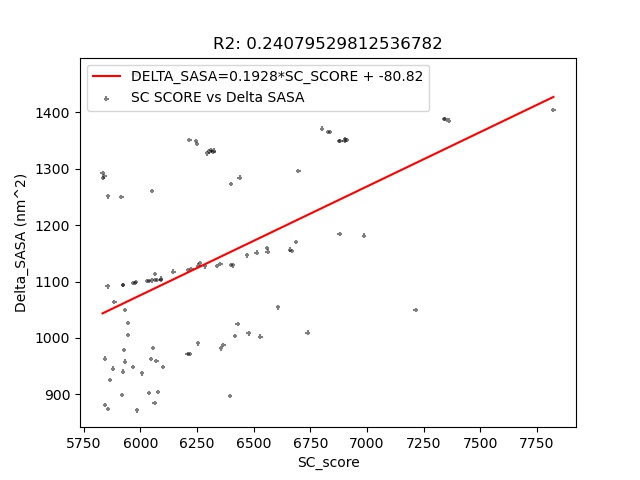 R2: 0.24079529812536782
DELTA_SASA=0.1928*SC_SCORE + -80.82
SC SCORE vs Delta SASA
Delta_SASA (nm^2)
1400
1300
1200
1100
1000
900
5750 6000 6250 6500 6750 7000 7250 7500 7750
SC_score